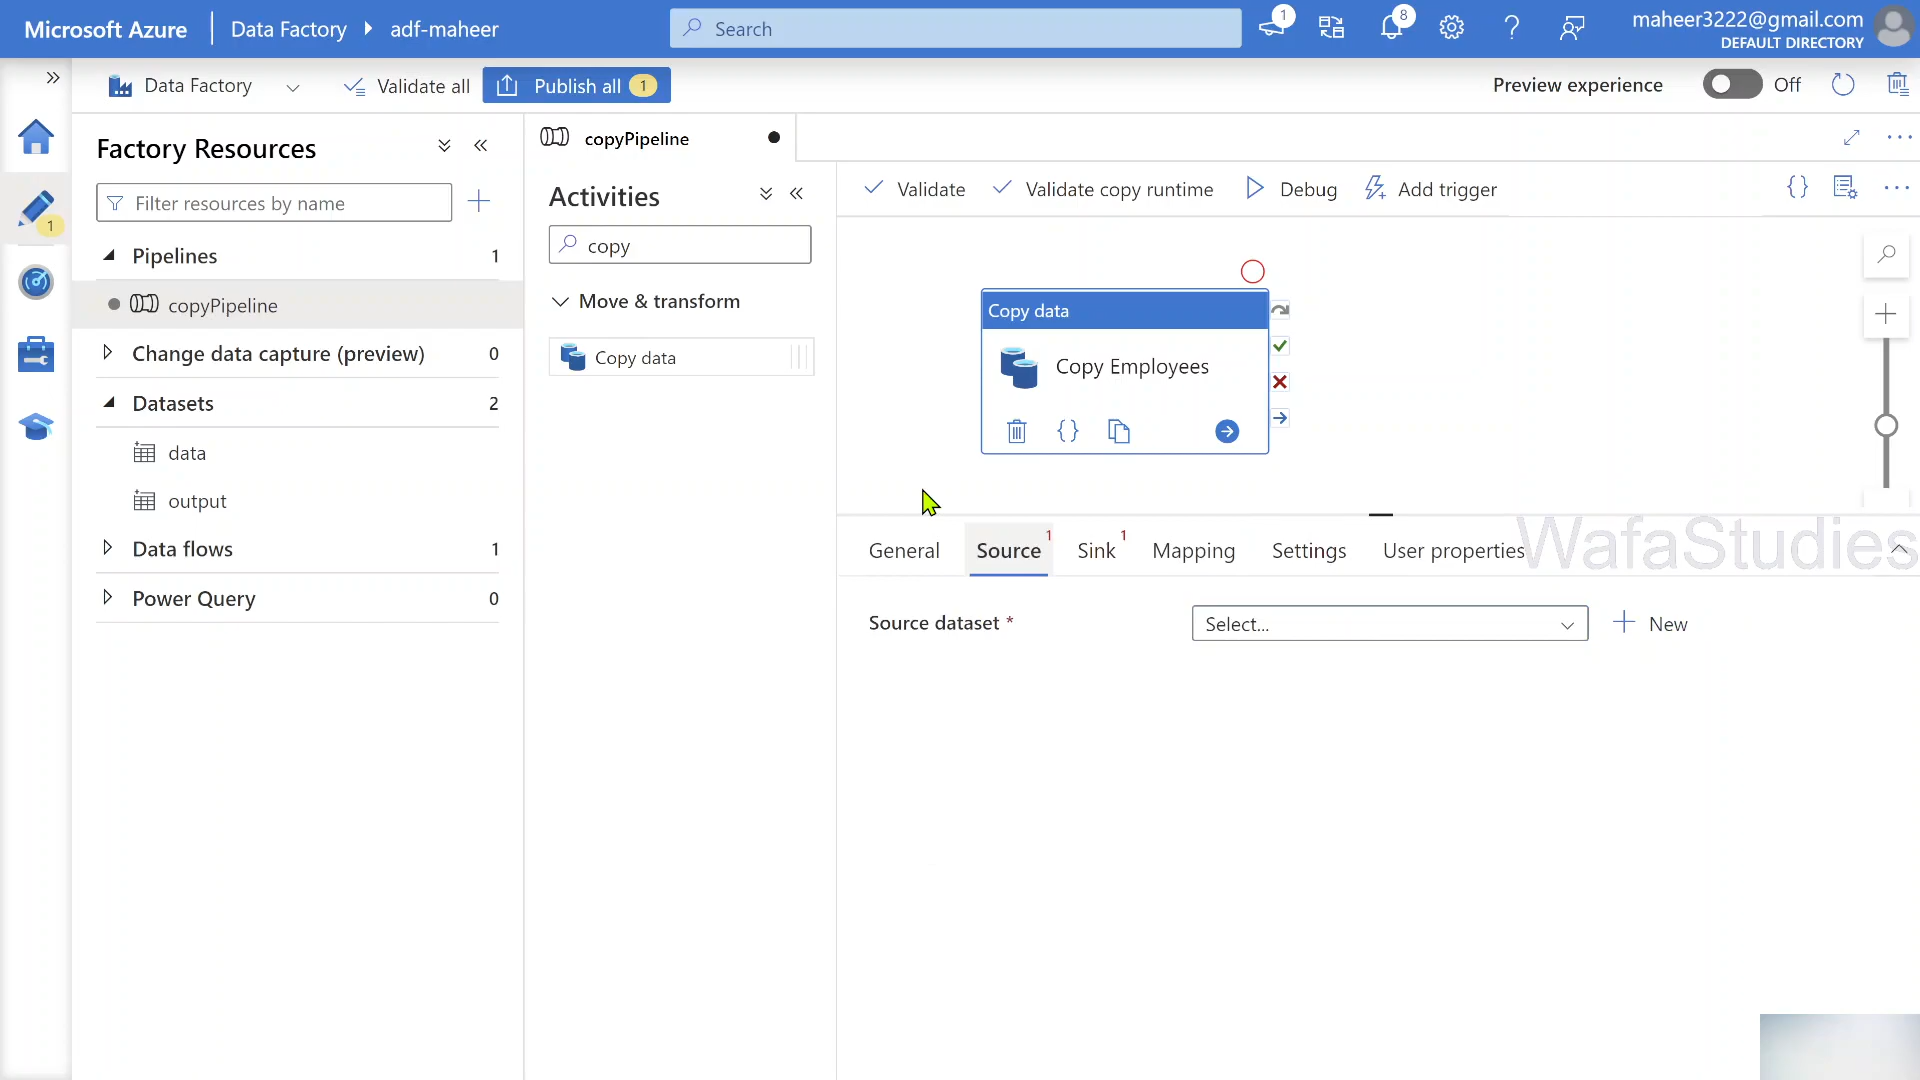 Microsoft Azure
Data Factory
adf-maheer
Search
1
8
maheer3222@gmail.com
DEFAULT DIRECTORY
Data Factory
Validate all
Publish all
1
Preview experience
Off
1
Factory Resources
Filter resources by name
Pipelines
1
copyPipeline
Change data capture (preview)
0
Datasets
2
data
output
Data flows
1
Power Query
0
copyPipeline
Activities
copy
Move & transform
Copy data
Validate
Validate copy runtime
Debug
Add trigger
Copy data
Copy Employees
General
Source
1
Sink
1
Mapping
Settings
User properties
WafaStudies
Source dataset *
Select...
New